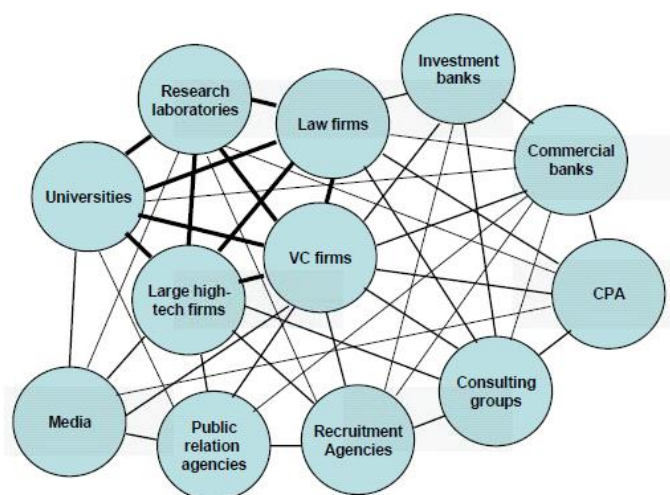 Investment
banks
Research
laboratories
Law firms
Commercial
banks
Universities
VC firms
Large high-
tech firms
CPA
Consulting
groups
Media
Public
relation
agencies
Recruitment
Agencies